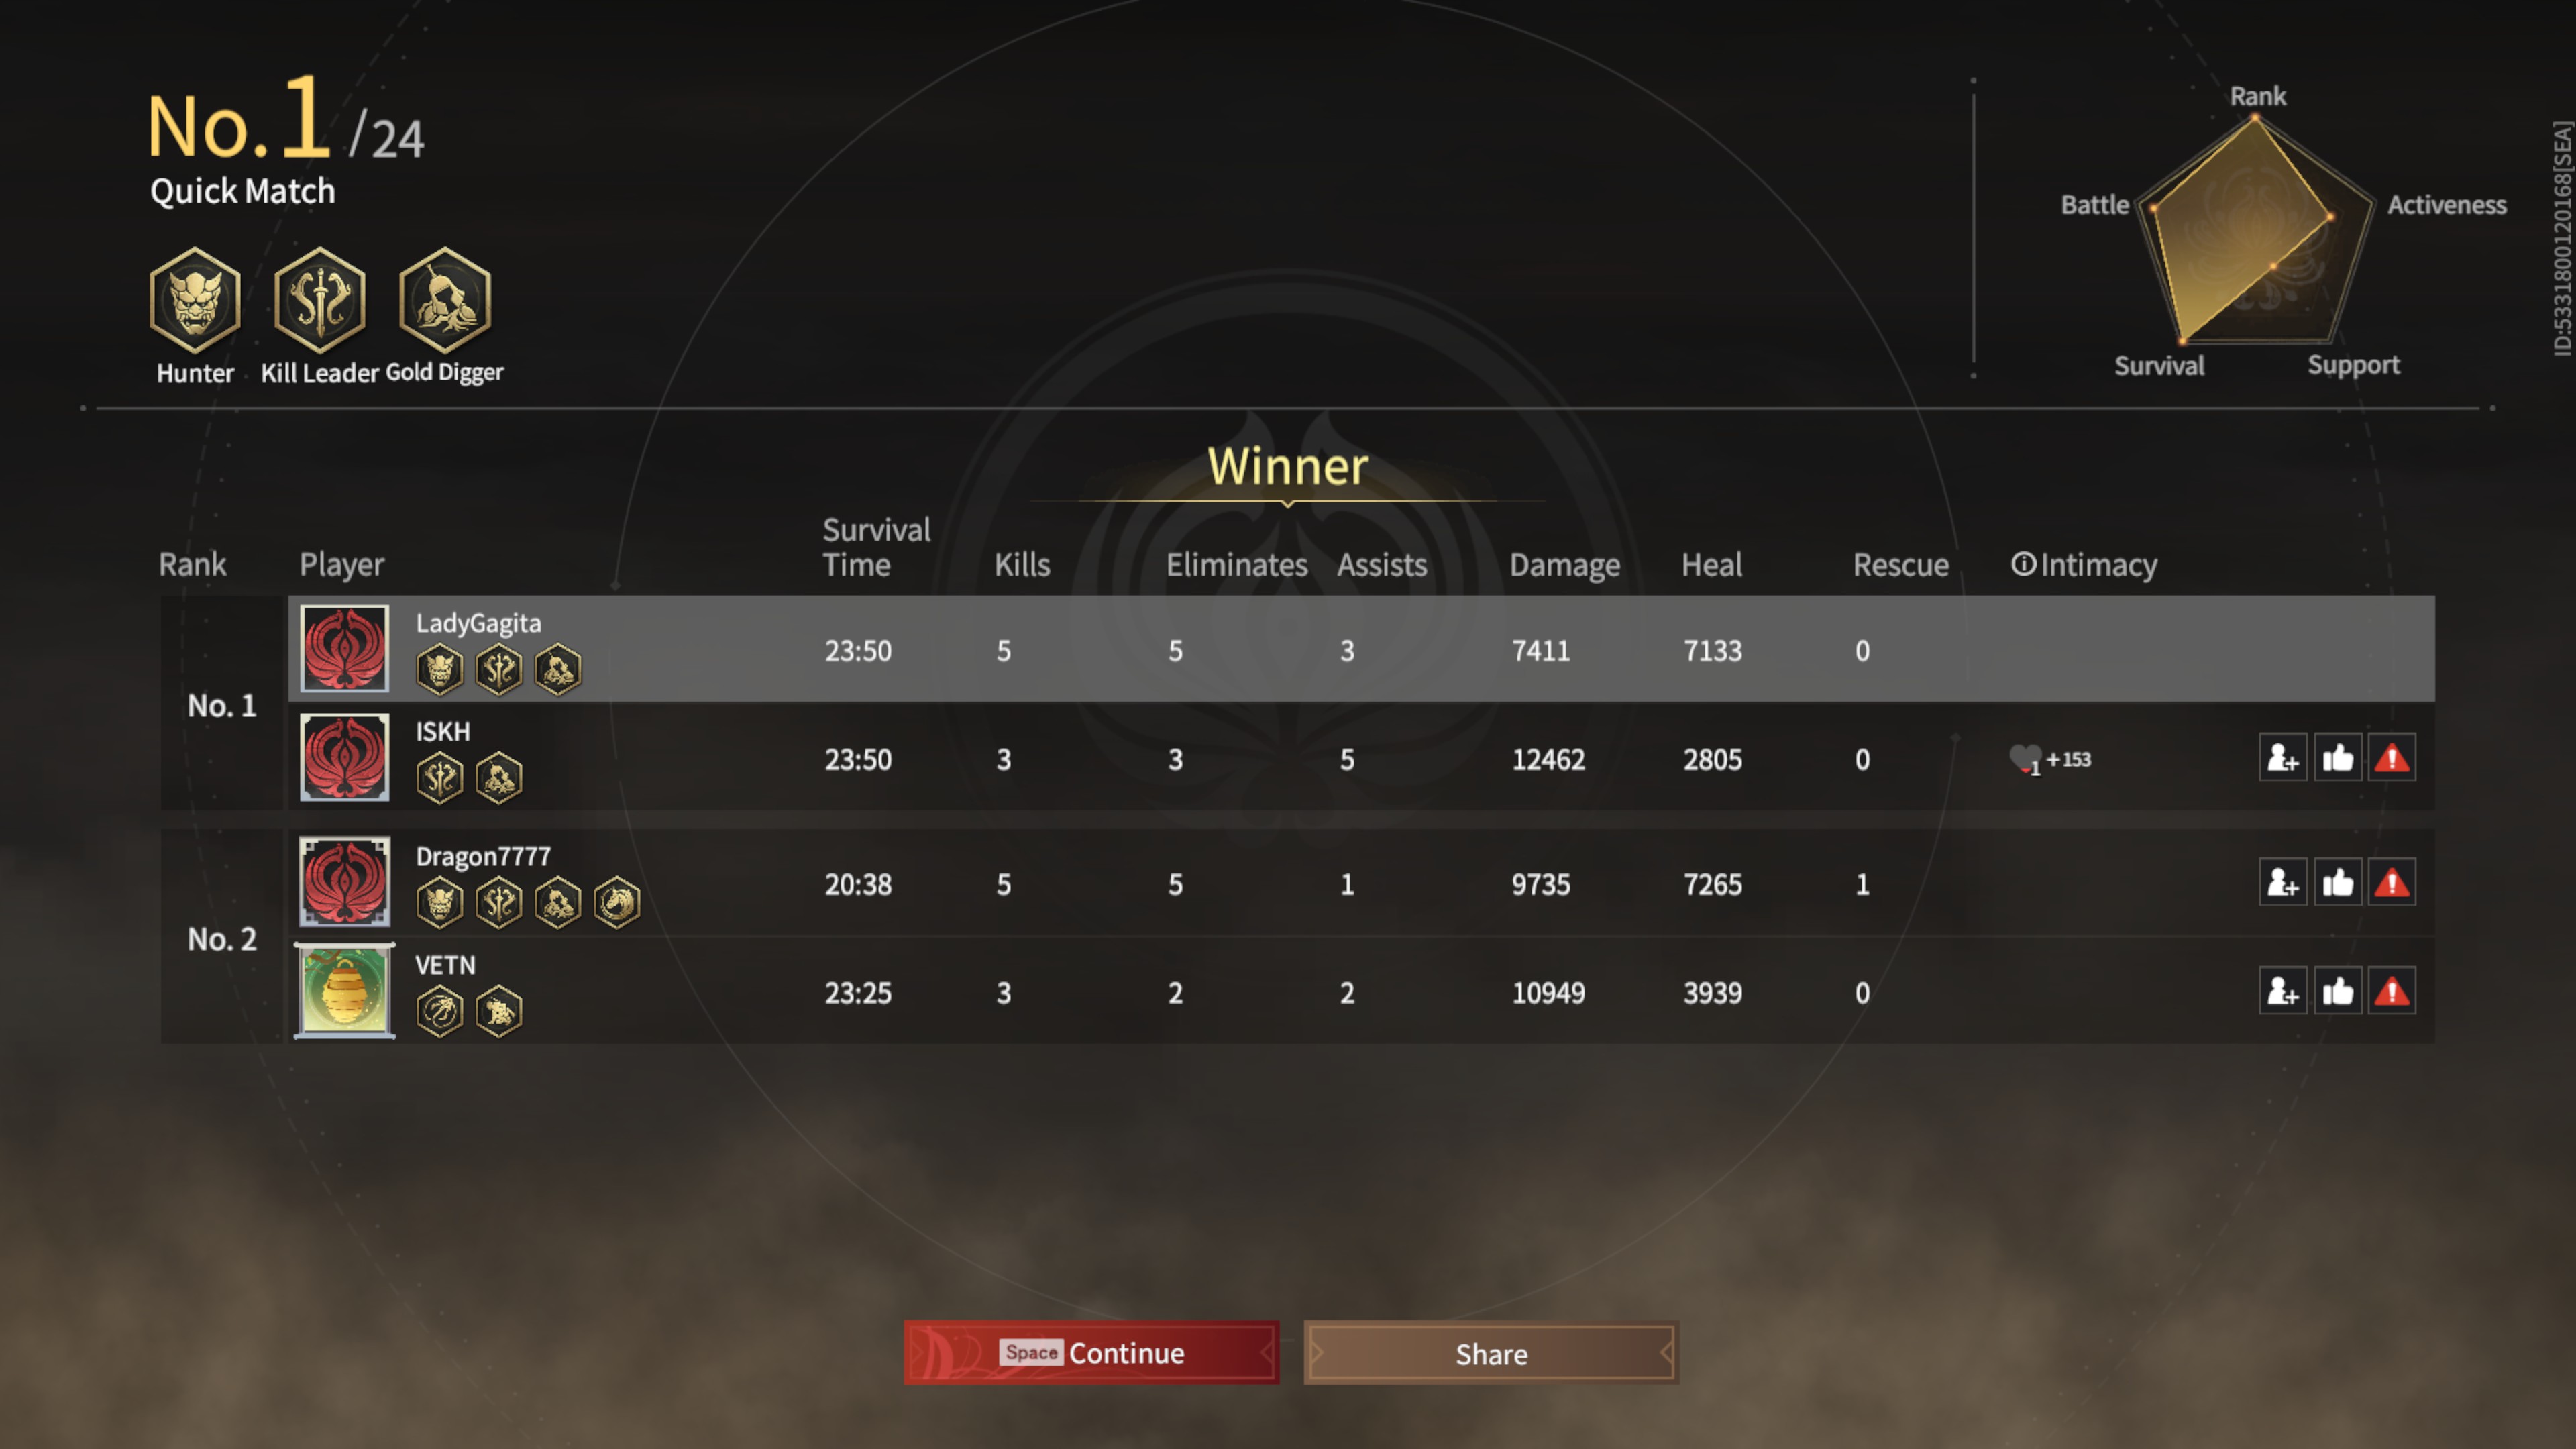 No.1 /24
Quick Match
Hunter Kill Leader Gold Digger
Rank
Battle
Activeness
Survival
Support
ID:533180012​0168[SEA]
Winner
Rank Player Survival Time Kills Eliminates Assists Damage Heal Rescue Intimacy
No. 1
LadyGagita
23:50 5 5 3 7411 7133 0
ISKH
23:50 3 3 5 12462 2805 0 1 +153
No. 2
Dragon7777
20:38 5 5 1 9735 7265 1
VETN
23:25 3 2 2 10949 3939 0
Space Continue
Share